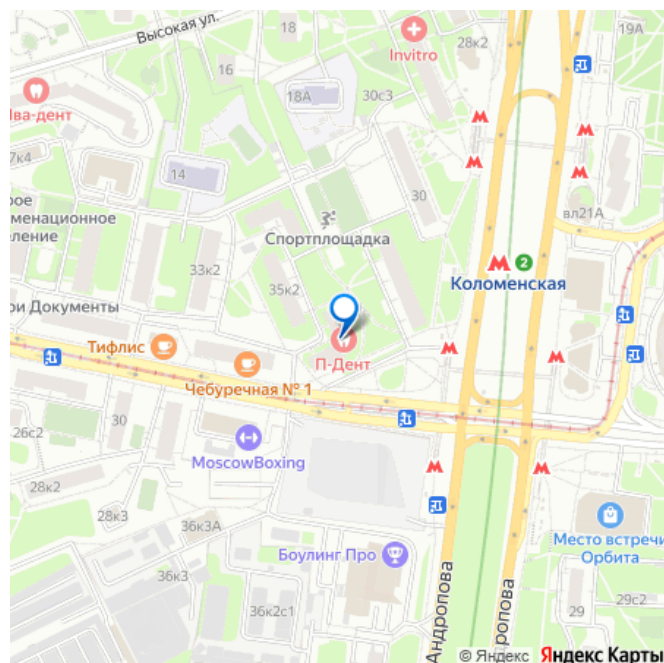 Высокая ул.
18
28к2
19А
Invitro
16
18А
30с3
Ива-дент
7к4
14
30
вл21А
рое
менационное
еление
Спортплощадка
33к2
2
Коломенская
35к2
ои Документы
Тифлис
П-Дент
Чебуречная № 1
30
26с2
MoscowBoxing
28к2
28к3
36к3А
Место встречи
Орбита
Боулинг Про
36к3
36к2с1
29
29с2
Андропова
ропова
© Яндекс Яндекс Карты